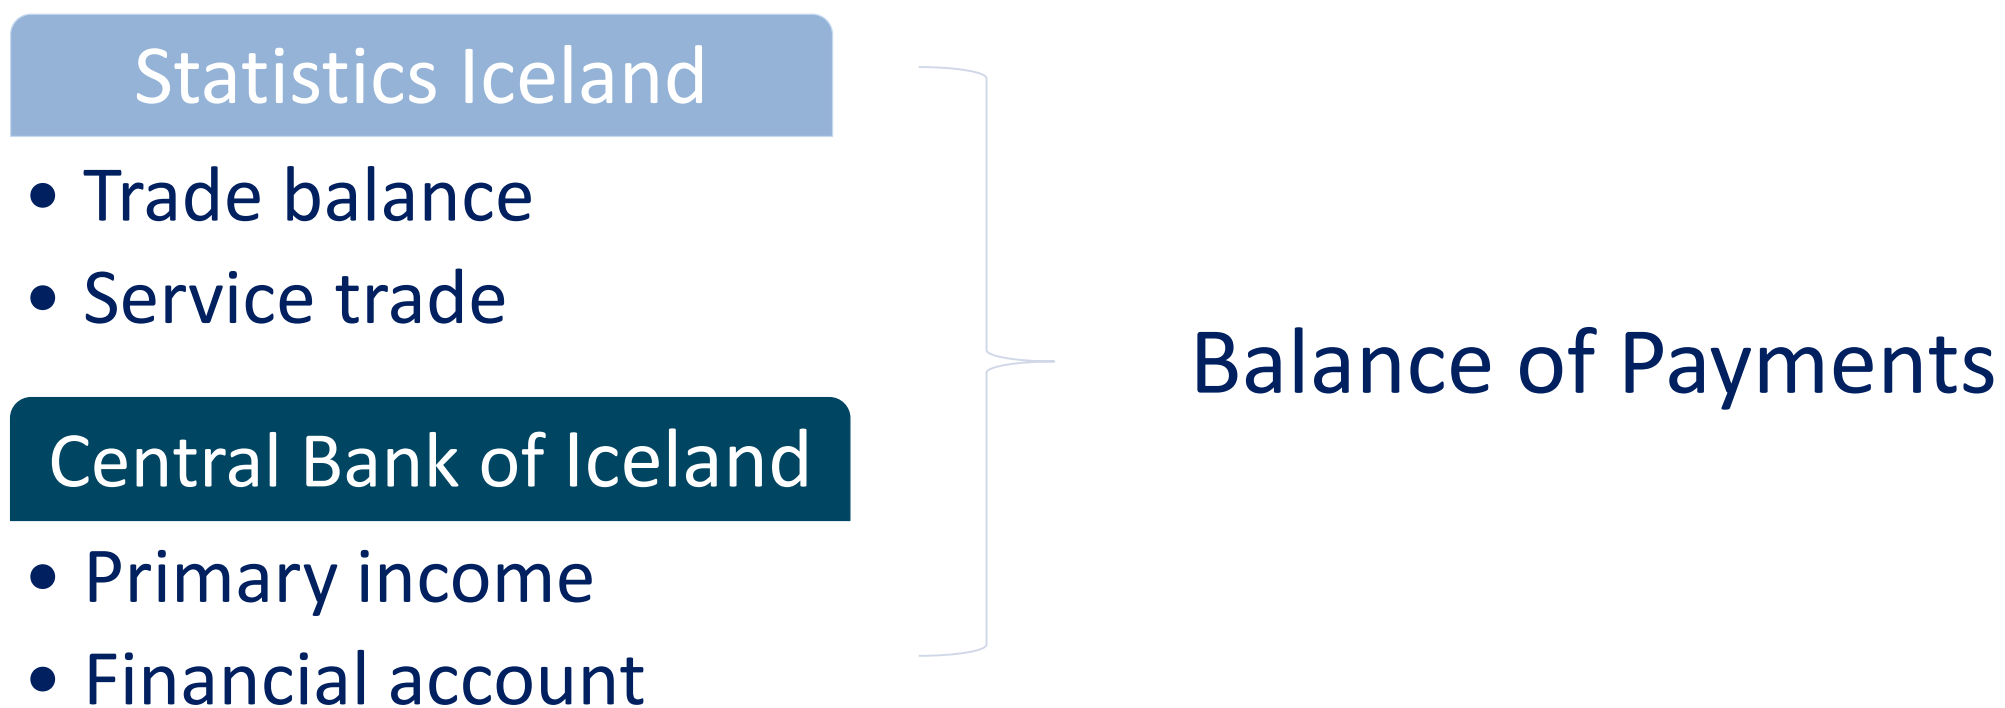 Statistics Iceland
• Trade balance
• Service trade
Central Bank of Iceland
• Primary income
• Financial account
Balance of Payments